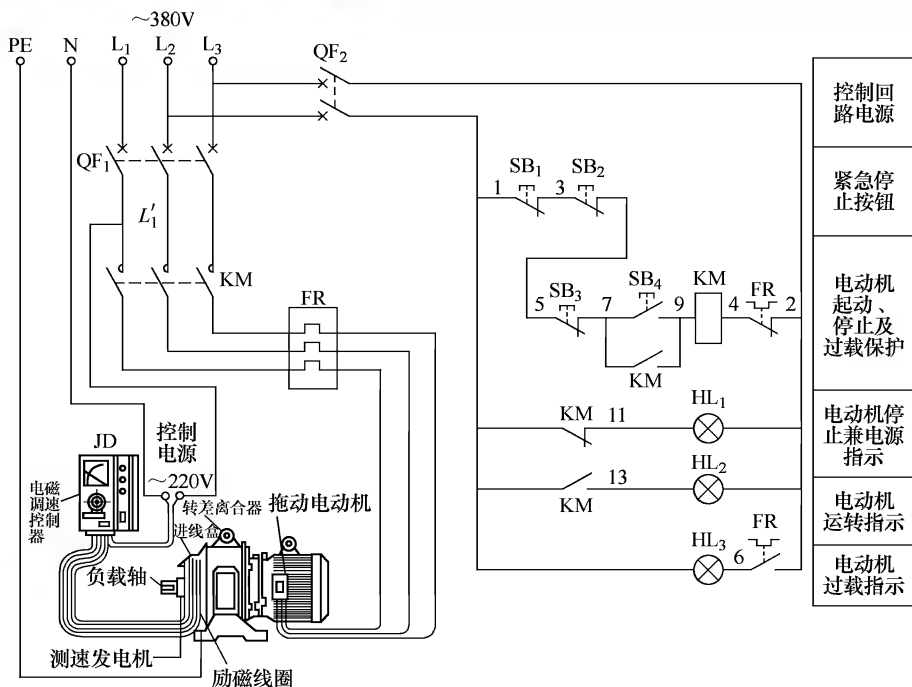 ~380V
PE
N
L₁
L₂
L₃
QF₂
QF₁
L′₁
KM
FR
1
SB₁
3
SB₂
5
SB₃
7
SB₄
9
KM
4
FR
2
KM
KM
11
HL₁
13
KM
HL₂
HL₃
6
FR
控制回
路电源
紧急停
止按钮
电动机
起动、
停止及
过载保护
电动机停
止兼电源
指示
电动机
运转指示
电动机
过载指示
JD
控制
电源
~220V
电磁
调速
控制
器
转差离合器
进线盒
拖动电动机
负载轴
测速发电机
励磁线圈